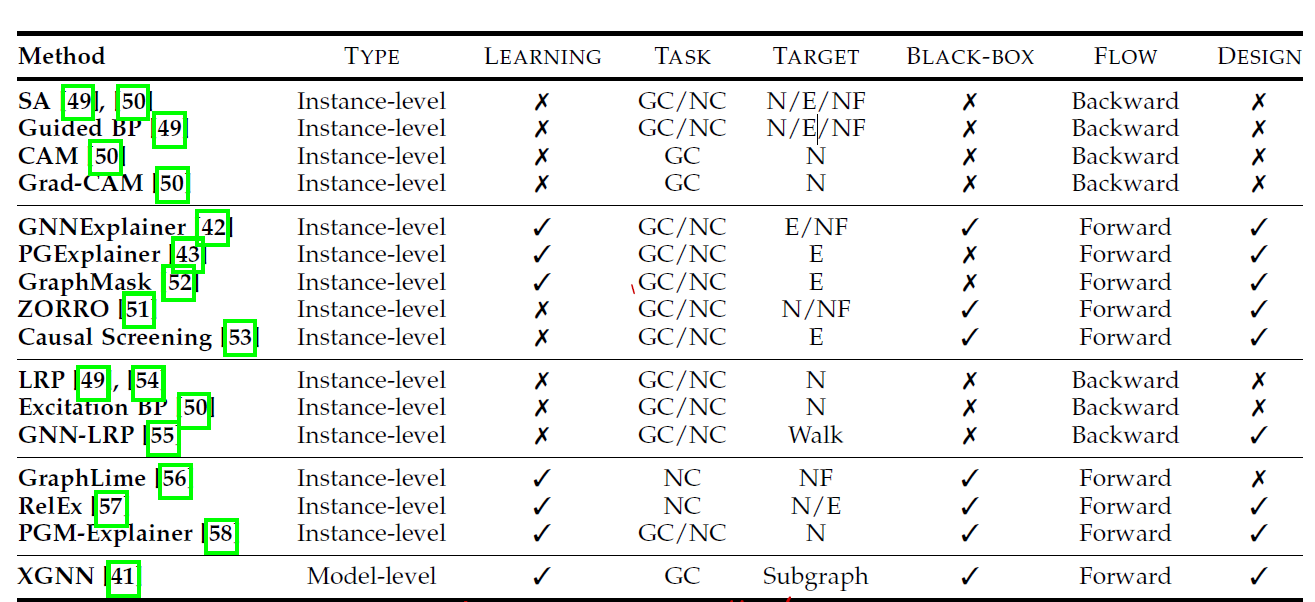 Method TYPE LEARNING TASK TARGET BLACK-BOX FLOW DESIGN
SA [49], [50] Instance-level ✗ GC/NC N/E/NF ✗ Backward ✗
Guided BP [49] Instance-level ✗ GC/NC N/E/NF ✗ Backward ✗
CAM [50] Instance-level ✗ GC N ✗ Backward ✗
Grad-CAM [50] Instance-level ✗ GC N ✗ Backward ✗
GNNExplainer [42] Instance-level ✓ GC/NC E/NF ✓ Forward ✓
PGExplainer [43] Instance-level ✓ GC/NC E ✗ Forward ✓
GraphMask [52] Instance-level ✓ GC/NC E ✗ Forward ✓
ZORRO [51] Instance-level ✗ GC/NC N/NF ✓ Forward ✓
Causal Screening [53] Instance-level ✗ GC/NC E ✓ Forward ✓
LRP [49], [54] Instance-level ✗ GC/NC N ✗ Backward ✗
Excitation BP [50] Instance-level ✗ GC/NC N ✗ Backward ✗
GNN-LRP [55] Instance-level ✗ GC/NC Walk ✗ Backward ✓
GraphLime [56] Instance-level ✓ NC NF ✓ Forward ✗
RelEx [57] Instance-level ✓ NC N/E ✓ Forward ✓
PGM-Explainer [58] Instance-level ✓ GC/NC N ✓ Forward ✓
XGNN [41] Model-level ✓ GC Subgraph ✓ Forward ✓